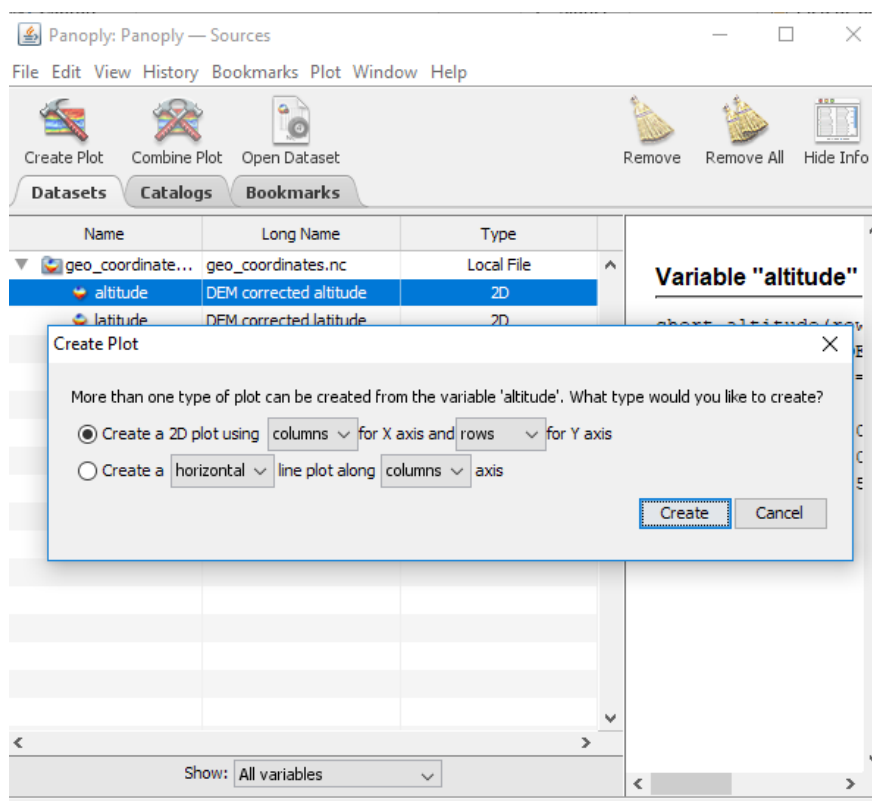 Panoply: Panoply — Sources
File Edit View History Bookmarks Plot Window Help
Create Plot Combine Plot Open Dataset Remove Remove All Hide Info
Datasets Catalogs Bookmarks
Name Long Name Type
geo_coordinate... geo_coordinates.nc Local File
altitude DEM corrected altitude 2D
latitude DEM corrected latitude 2D
Variable "altitude"
Create Plot
More than one type of plot can be created from the variable 'altitude'. What type would you like to create?
Create a 2D plot using columns for X axis and rows for Y axis
Create a horizontal line plot along columns axis
Create Cancel
Show: All variables